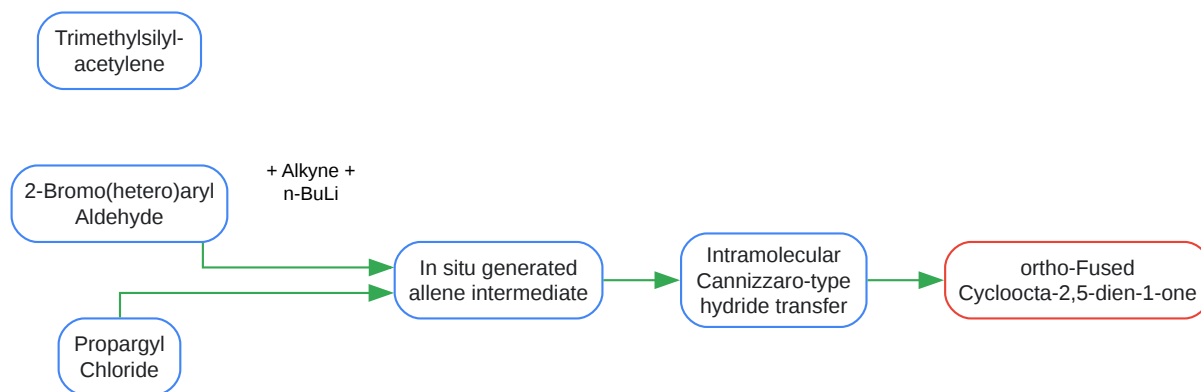 Trimethylsilyl-
acetylene
+ Alkyne +
n-BuLi
2-Bromo(hetero)aryl
Aldehyde
In situ generated
allene intermediate
Intramolecular
Cannizzaro-type
hydride transfer
ortho-Fused
Cycloocta-2,5-dien-1-one
Propargyl
Chloride